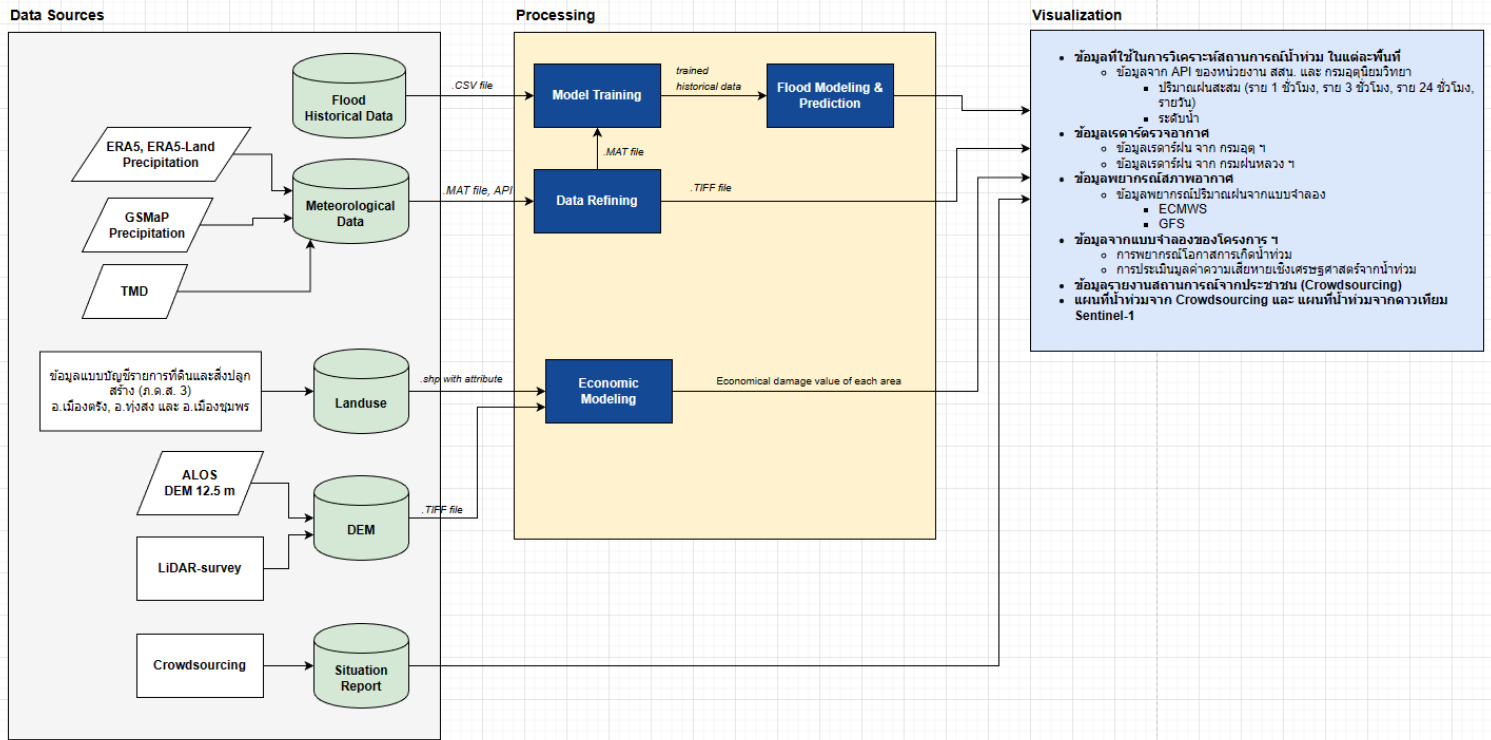 Data Sources
Processing
Visualization
Flood
Historical Data
.CSV file
ERA5, ERA5-Land
Precipitation
GSMaP
Precipitation
TMD
Meteorological
Data
.MAT file, API
ข้อมูลแบบบัญชีรายการที่ดินและสิ่งปลูก
สร้าง (ภ.ด.ส. 3)
อ.เมืองตรัง, อ.ทุ่งสง และ อ.เมืองชุมพร
Landuse
.shp with attribute
ALOS
DEM 12.5 m
LiDAR-survey
DEM
.TIFF file
Crowdsourcing
Situation
Report
Model Training
trained
historical data
Flood Modeling &
Prediction
.MAT file
Data Refining
.TIFF file
Economic
Modeling
Economical damage value of each area
ข้อมูลที่ใช้ในการวิเคราะห์สถานการณ์น้ำท่วม ในแต่ละพื้นที่
ข้อมูลจาก API ของหน่วยงาน สสน. และ กรมอุตุนิยมวิทยา
ปริมาณฝนสะสม (ราย 1 ชั่วโมง, ราย 3 ชั่วโมง, ราย 24 ชั่วโมง,
รายวัน)
ระดับน้ำ
ข้อมูลเรดาร์ตรวจอากาศ
ข้อมูลเรดาร์ฝน จาก กรมอุตุ ฯ
ข้อมูลเรดาร์ฝน จาก กรมฝนหลวง ฯ
ข้อมูลพยากรณ์สภาพอากาศ
ข้อมูลพยากรณ์ปริมาณฝนจากแบบจำลอง
ECMWS
GFS
ข้อมูลจากแบบจำลองของโครงการ ฯ
การพยากรณ์โอกาสการเกิดน้ำท่วม
การประเมินมูลค่าความเสียหายเชิงเศรษฐศาสตร์จากน้ำท่วม
ข้อมูลรายงานสถานการณ์จากประชาชน (Crowdsourcing)
แผนที่น้ำท่วมจาก Crowdsourcing และ แผนที่น้ำท่วมจากดาวเทียม
Sentinel-1